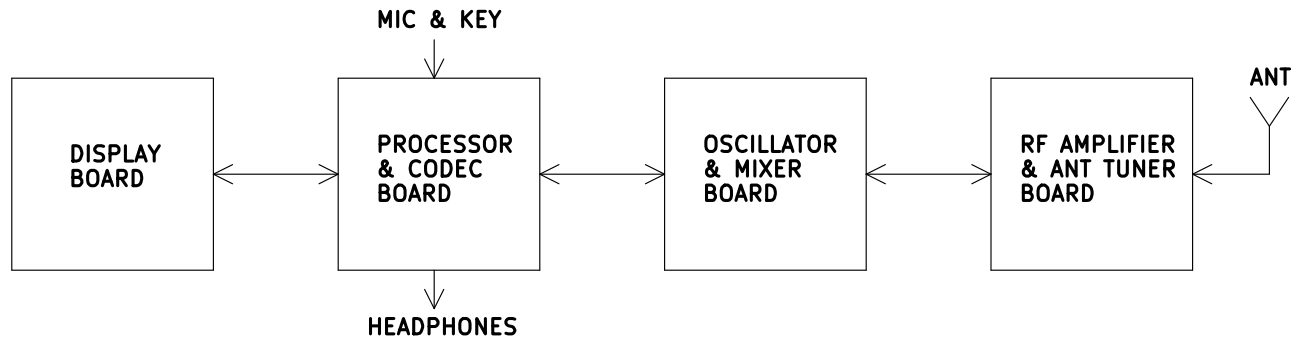 MIC & KEY
ANT
DISPLAY
BOARD
PROCESSOR
& CODEC
BOARD
OSCILLATOR
& MIXER
BOARD
RF AMPLIFIER
& ANT TUNER
BOARD
HEADPHONES